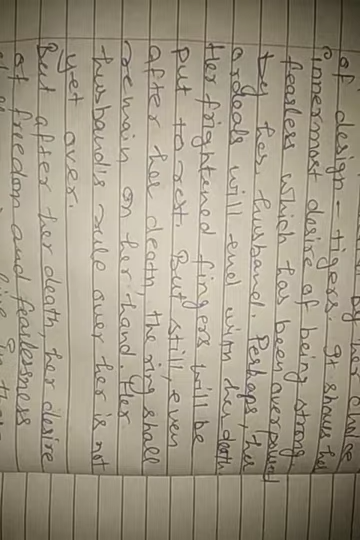 her choice
of design - tigers. It shows her
innermost desire of being strong,
fearless which has been overpowered
by her husband. Perhaps, her
ordeals will end with her death.
Her frightened fingers will be
put to rest. But still, even
after her death, the ring shall
remain on her hand. Her
husband's rule over her is not
yet over.
But after her death, her desire
of freedom and fearlessness
live in these